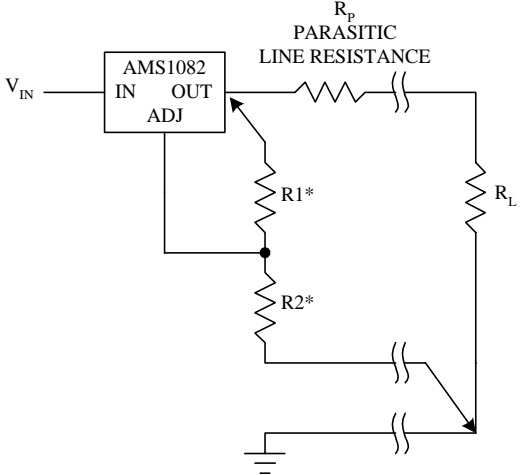 R_P
PARASITIC
LINE RESISTANCE
AMS1082
V_IN
IN OUT
ADJ
R1*
R_L
R2*